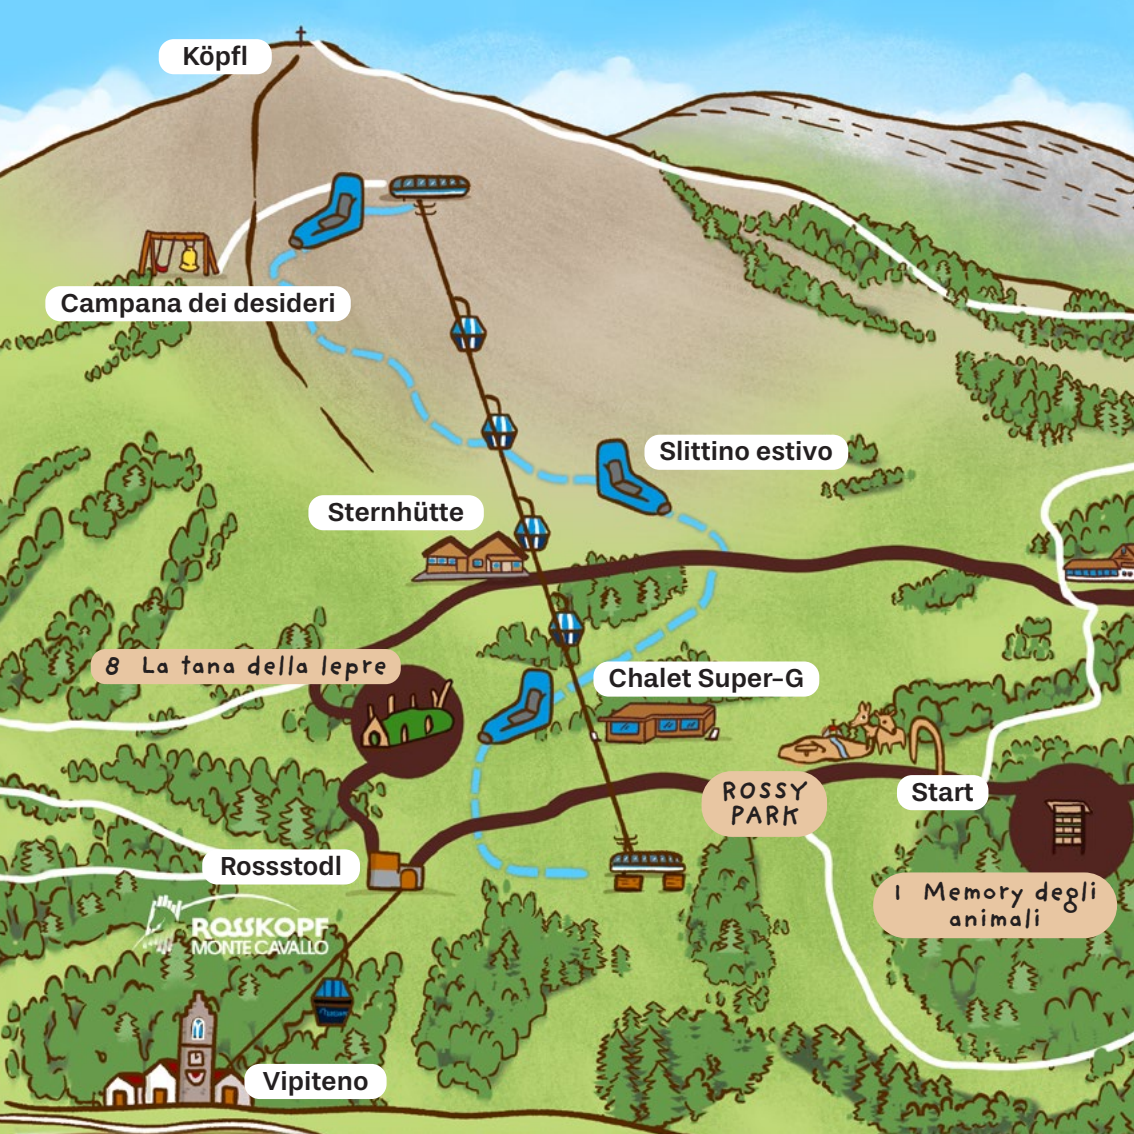 Köpfl
Campana dei desideri
Slittino estivo
Sternhütte
8 La tana della lepre
Chalet Super-G
ROSSY
PARK
Start
Rossstodl
1 Memory degli
animali
ROSSKOPF
MONTE CAVALLO
Vipiteno